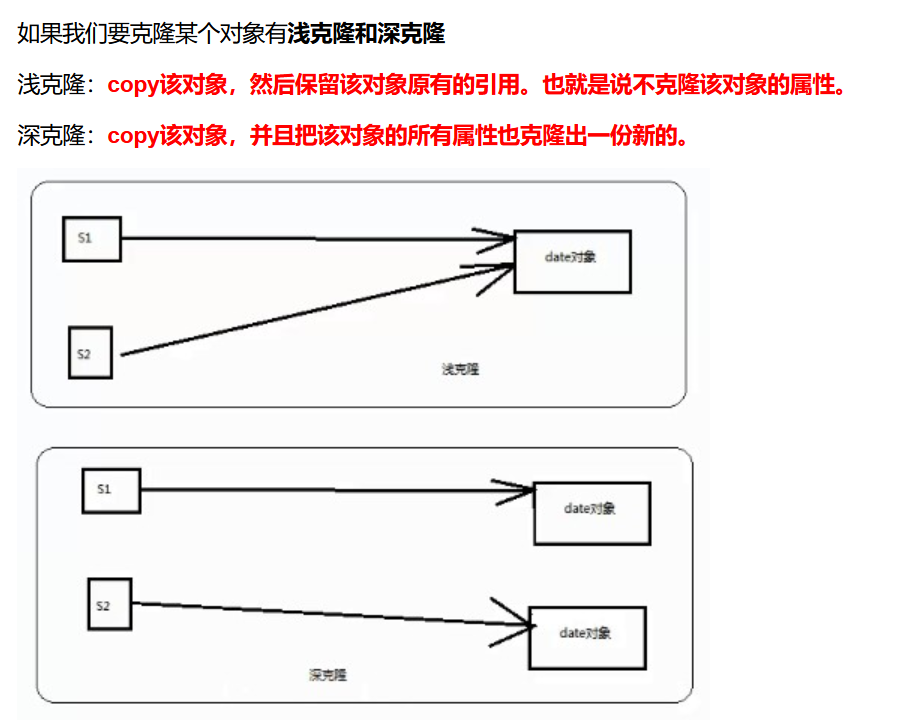 如果我们要克隆某个对象有浅克隆和深克隆
浅克隆：copy该对象，然后保留该对象原有的引用。也就是说不克隆该对象的属性。
深克隆：copy该对象，并且把该对象的所有属性也克隆出一份新的。
S1
date对象
S2
浅克隆
S1
date对象
S2
date对象
深克隆